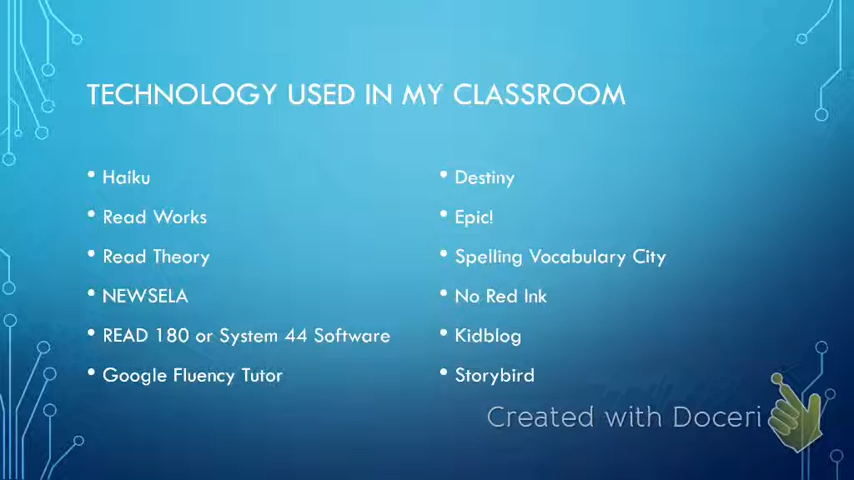 TECHNOLOGY USED IN MY CLASSROOM
• Haiku
• Read Works
• Read Theory
• NEWSELA
• READ 180 or System 44 Software
• Google Fluency Tutor
• Destiny
• Epic!
• Spelling Vocabulary City
• No Red Ink
• Kidblog
• Storybird
Created with Doceri